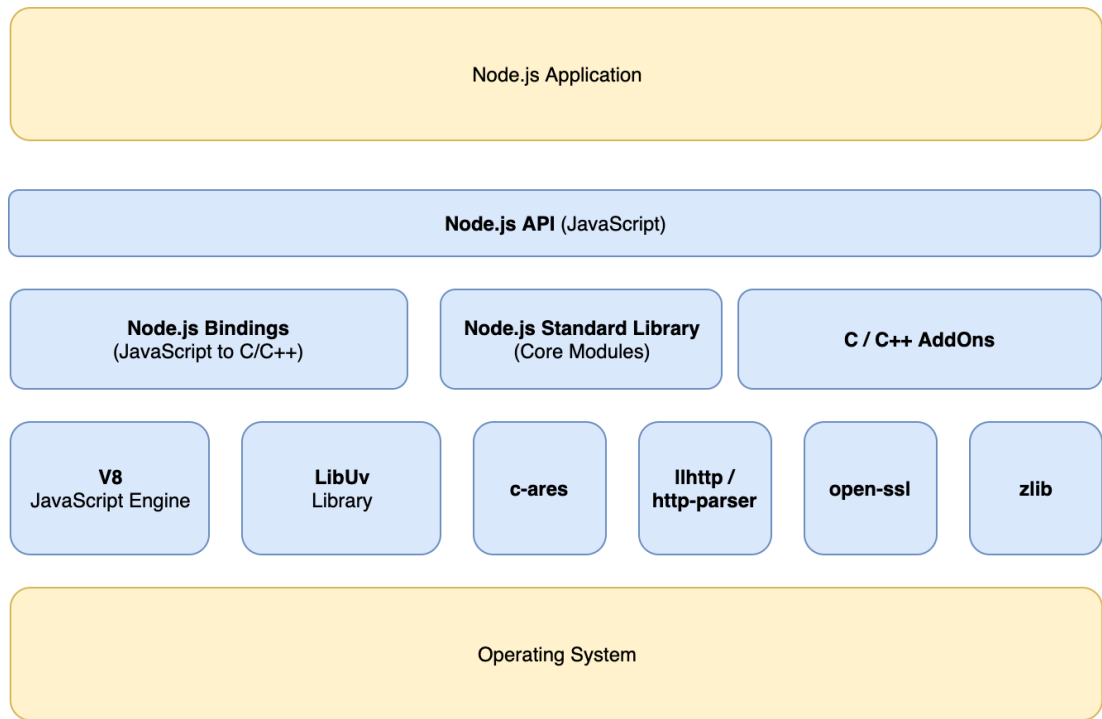 Node.js Application
Node.js API (JavaScript)
Node.js Bindings
(JavaScript to C/C++)
Node.js Standard Library
(Core Modules)
C / C++ AddOns
V8
JavaScript Engine
LibUv
Library
c-ares
llhttp /
http-parser
open-ssl
zlib
Operating System